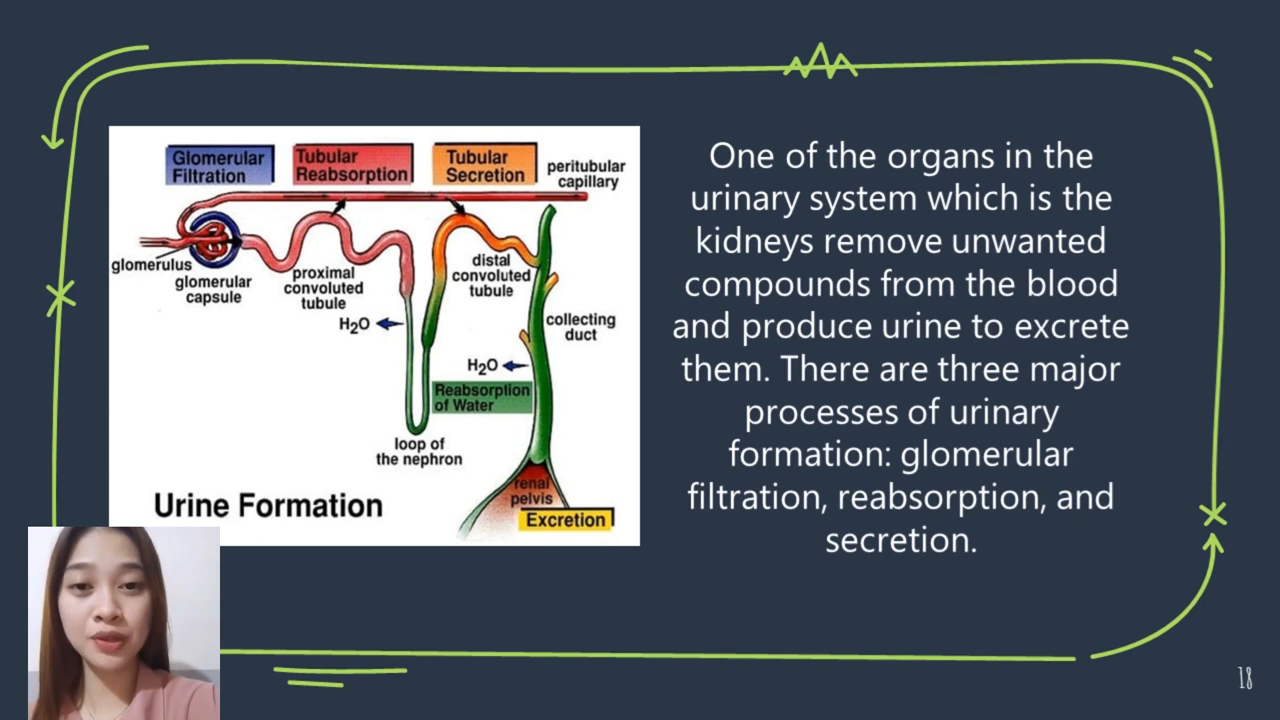 Glomerular
Filtration
Tubular
Reabsorption
Tubular
Secretion
peritubular
capillary
glomerulus
glomerular
capsule
proximal
convoluted
tubule
distal
convoluted
tubule
H₂O
collecting
duct
H₂O
Reabsorption
of Water
loop of
the nephron
renal
pelvis
Urine Formation
Excretion
One of the organs in the
urinary system which is the
kidneys remove unwanted
compounds from the blood
and produce urine to excrete
them. There are three major
processes of urinary
formation: glomerular
filtration, reabsorption, and
secretion.
18